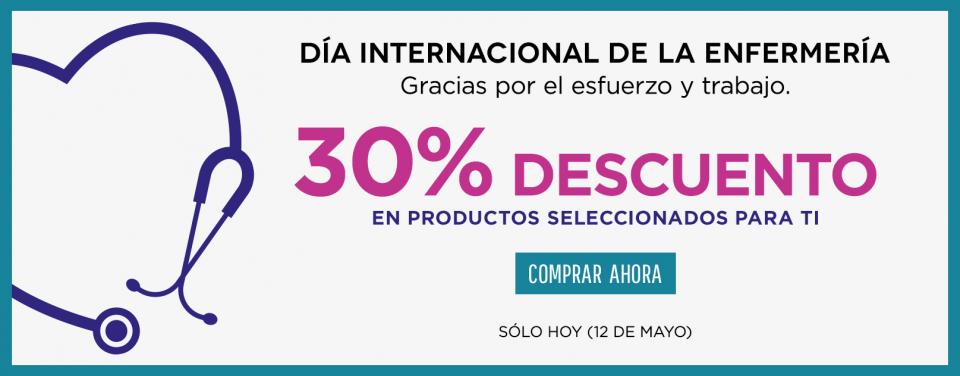 DÍA INTERNACIONAL DE LA ENFERMERÍA
Gracias por el esfuerzo y trabajo.
30% DESCUENTO
EN PRODUCTOS SELECCIONADOS PARA TI
COMPRAR AHORA
SÓLO HOY (12 DE MAYO)